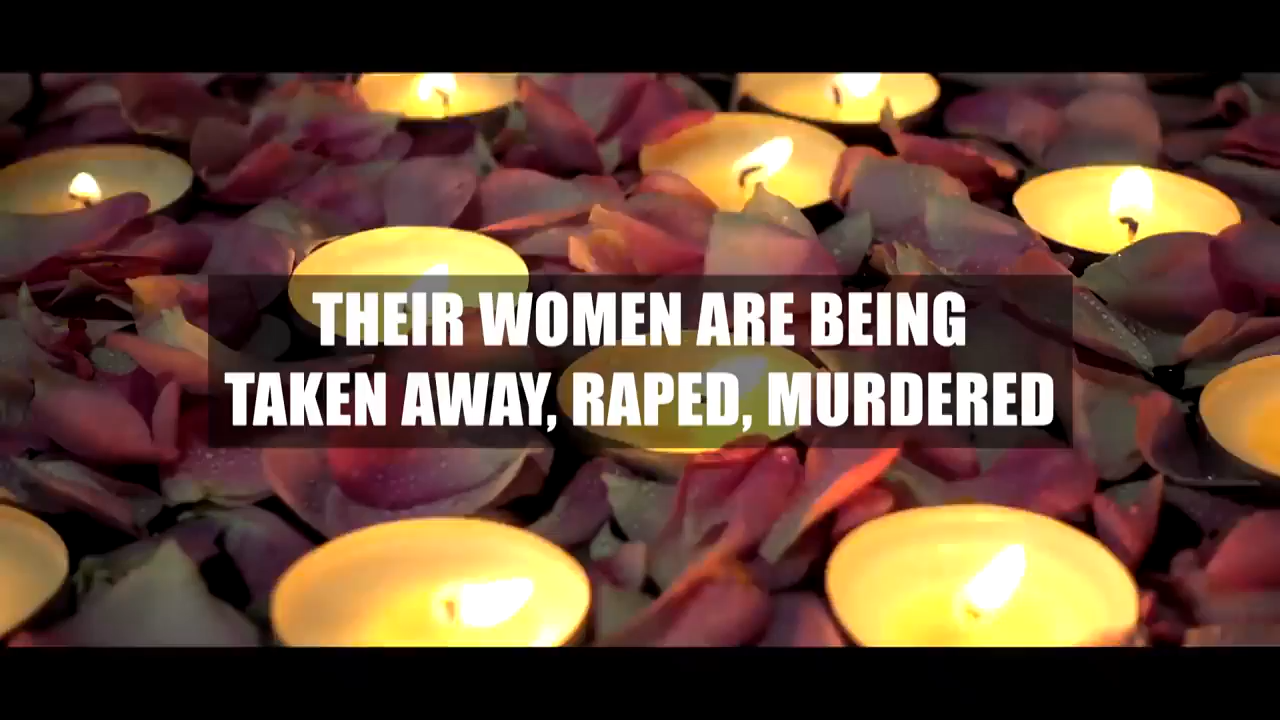 THEIR WOMEN ARE BEING
TAKEN AWAY, RAPED, MURDERED